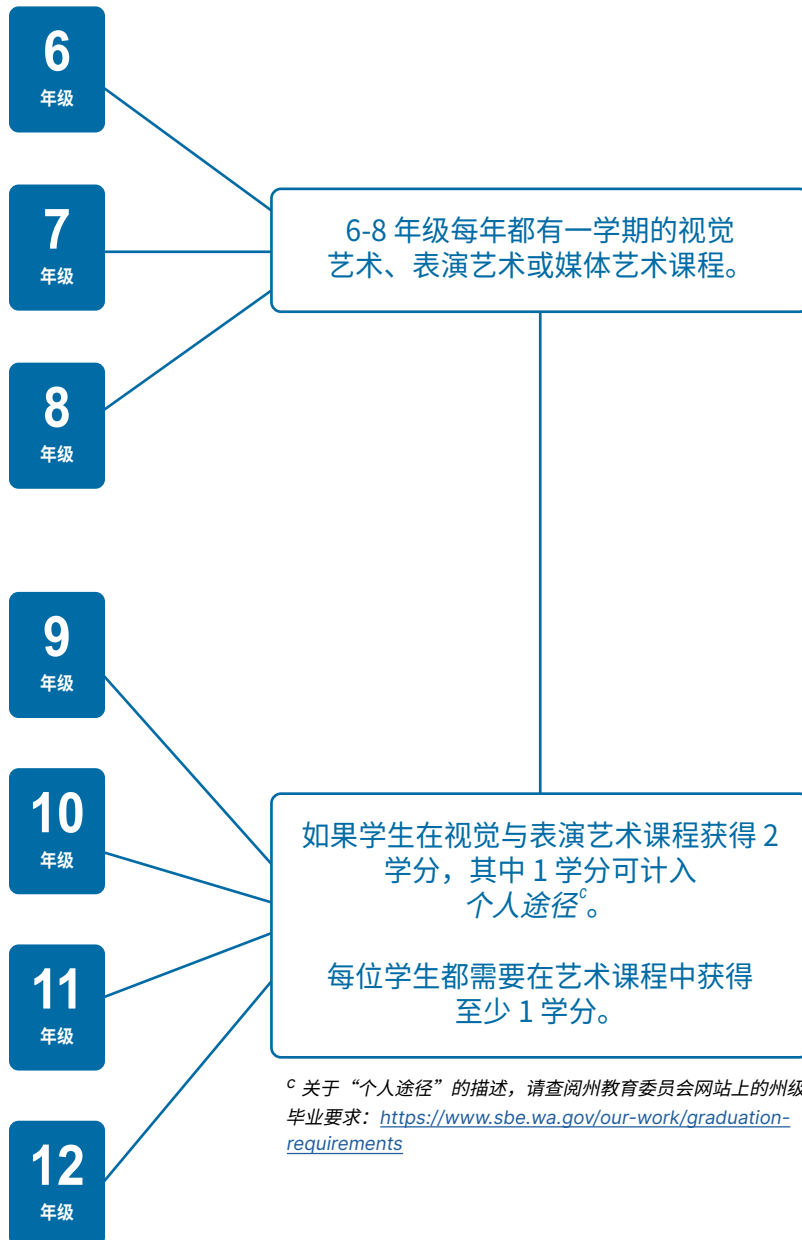 6
年级
7
年级
8
年级
6-8 年级每年都有一学期的视觉
艺术、表演艺术或媒体艺术课程。
9
年级
10
年级
11
年级
12
年级
如果学生在视觉与表演艺术课程获得 2
学分，其中 1 学分可计入
个人途径ᶜ。
每位学生都需要在艺术课程中获得
至少 1 学分。
ᶜ 关于“个人途径”的描述，请查阅州教育委员会网站上的州级
毕业要求：https://www.sbe.wa.gov/our-work/graduation-
requirements